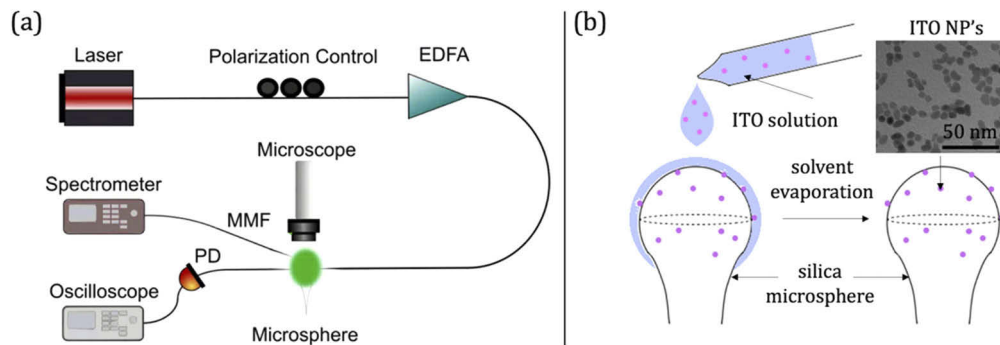 (a)
Laser
Polarization Control
EDFA
Microscope
Spectrometer
MMF
PD
Oscilloscope
Microsphere
(b)
ITO NP's
ITO solution
50 nm
solvent
evaporation
silica
microsphere